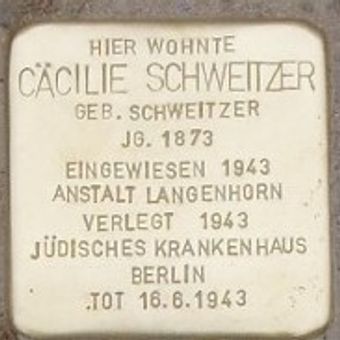 HIER WOHNTE
CÄCILIE SCHWEITZER
GEB. SCHWEITZER
JG. 1873
EINGEWIESEN 1943
ANSTALT LANGENHORN
VERLEGT 1943
JÜDISCHES KRANKENHAUS
BERLIN
.TOT 16.6.1943